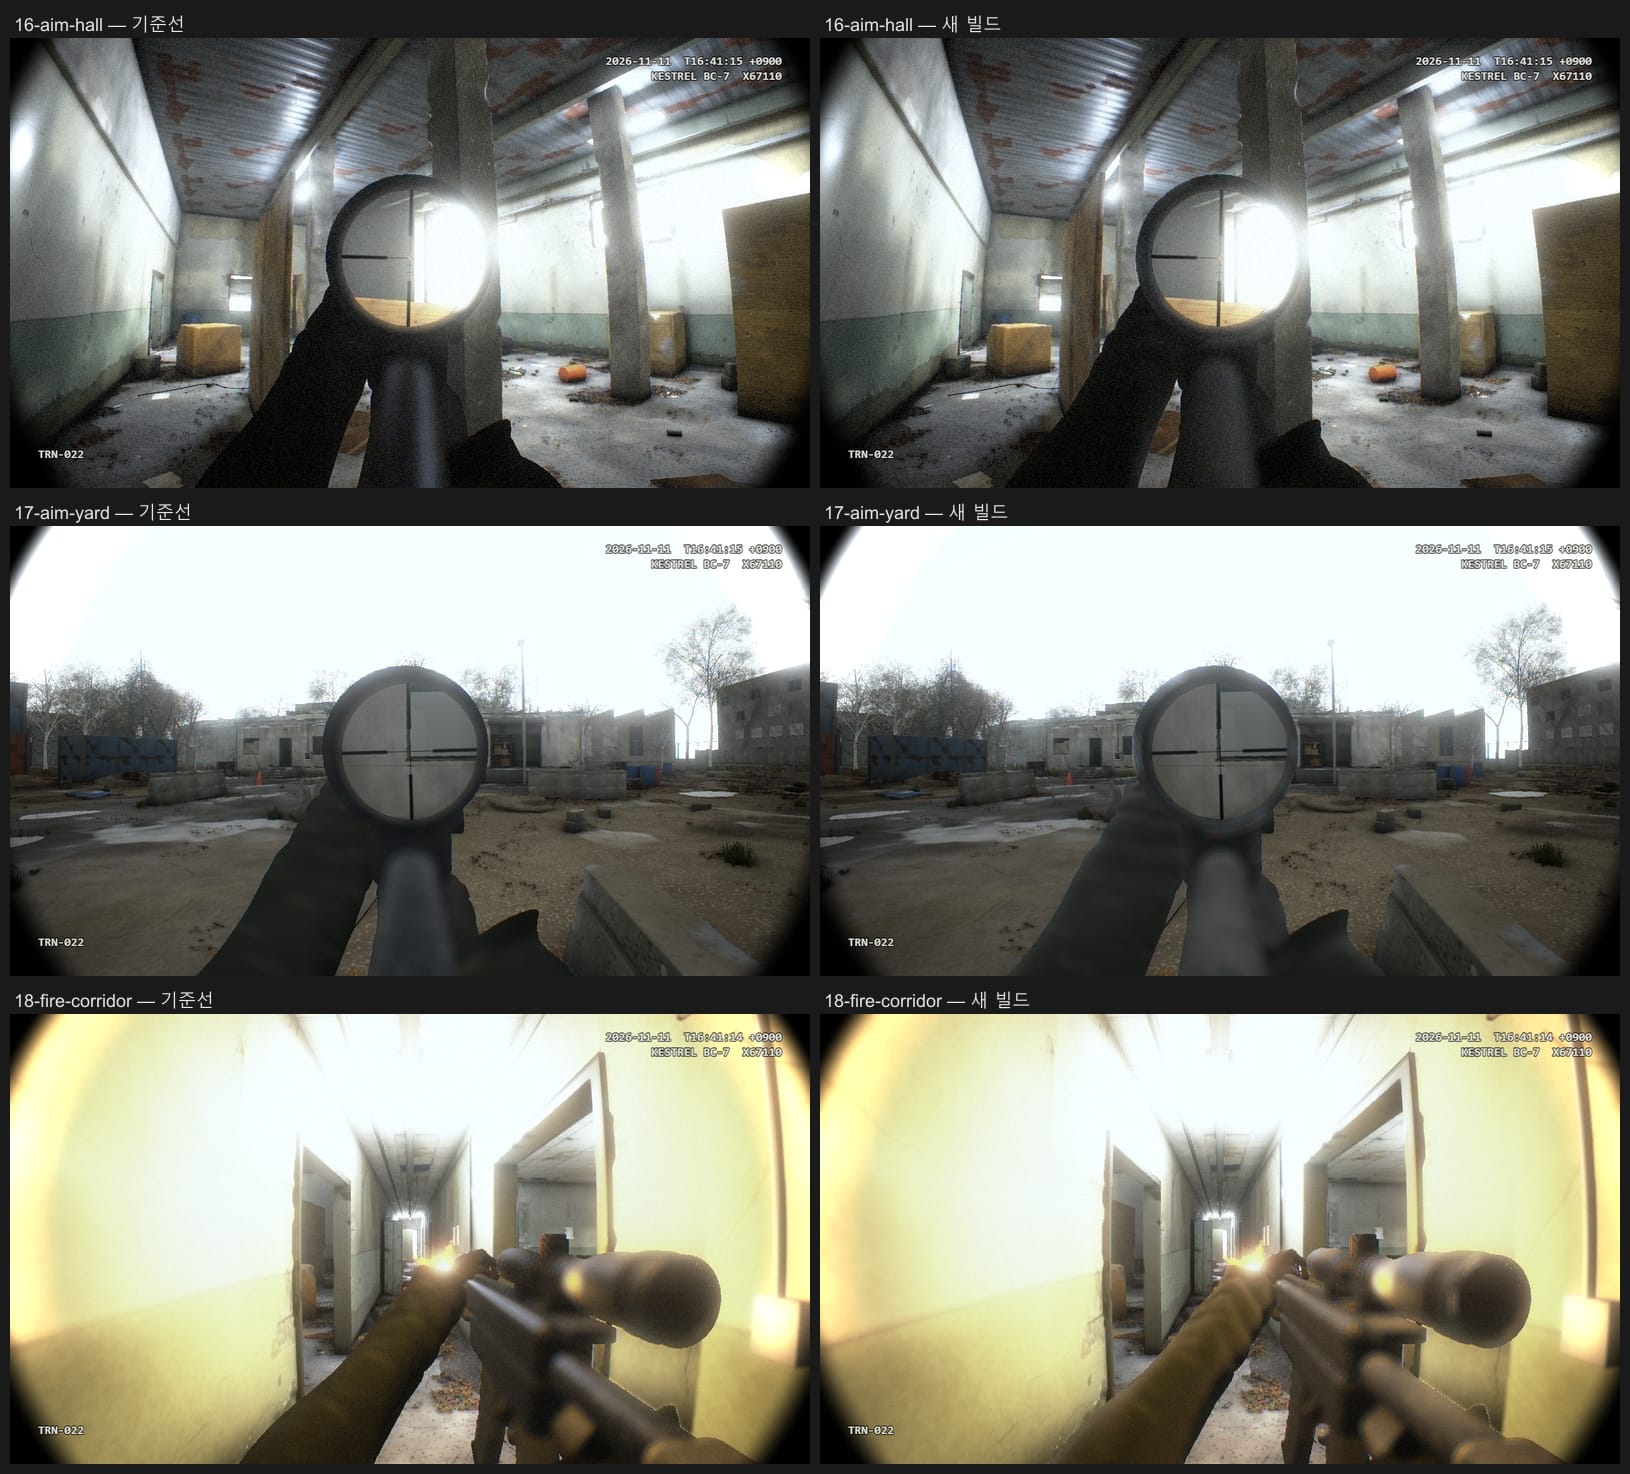 16-aim-hall — 기준선
16-aim-hall — 새 빌드
2026-11-11 T16:41:15 +0900
KESTREL BC-7 X67110
2026-11-11 T16:41:15 +0900
KESTREL BC-7 X67110
TRN-022
TRN-022
17-aim-yard — 기준선
17-aim-yard — 새 빌드
2026-11-11 T16:41:15 +0900
KESTREL BC-7 X67110
2026-11-11 T16:41:15 +0900
KESTREL BC-7 X67110
TRN-022
TRN-022
18-fire-corridor — 기준선
18-fire-corridor — 새 빌드
2026-11-11 T16:41:14 +0900
KESTREL BC-7 X67110
2026-11-11 T16:41:14 +0900
KESTREL BC-7 X67110
TRN-022
TRN-022